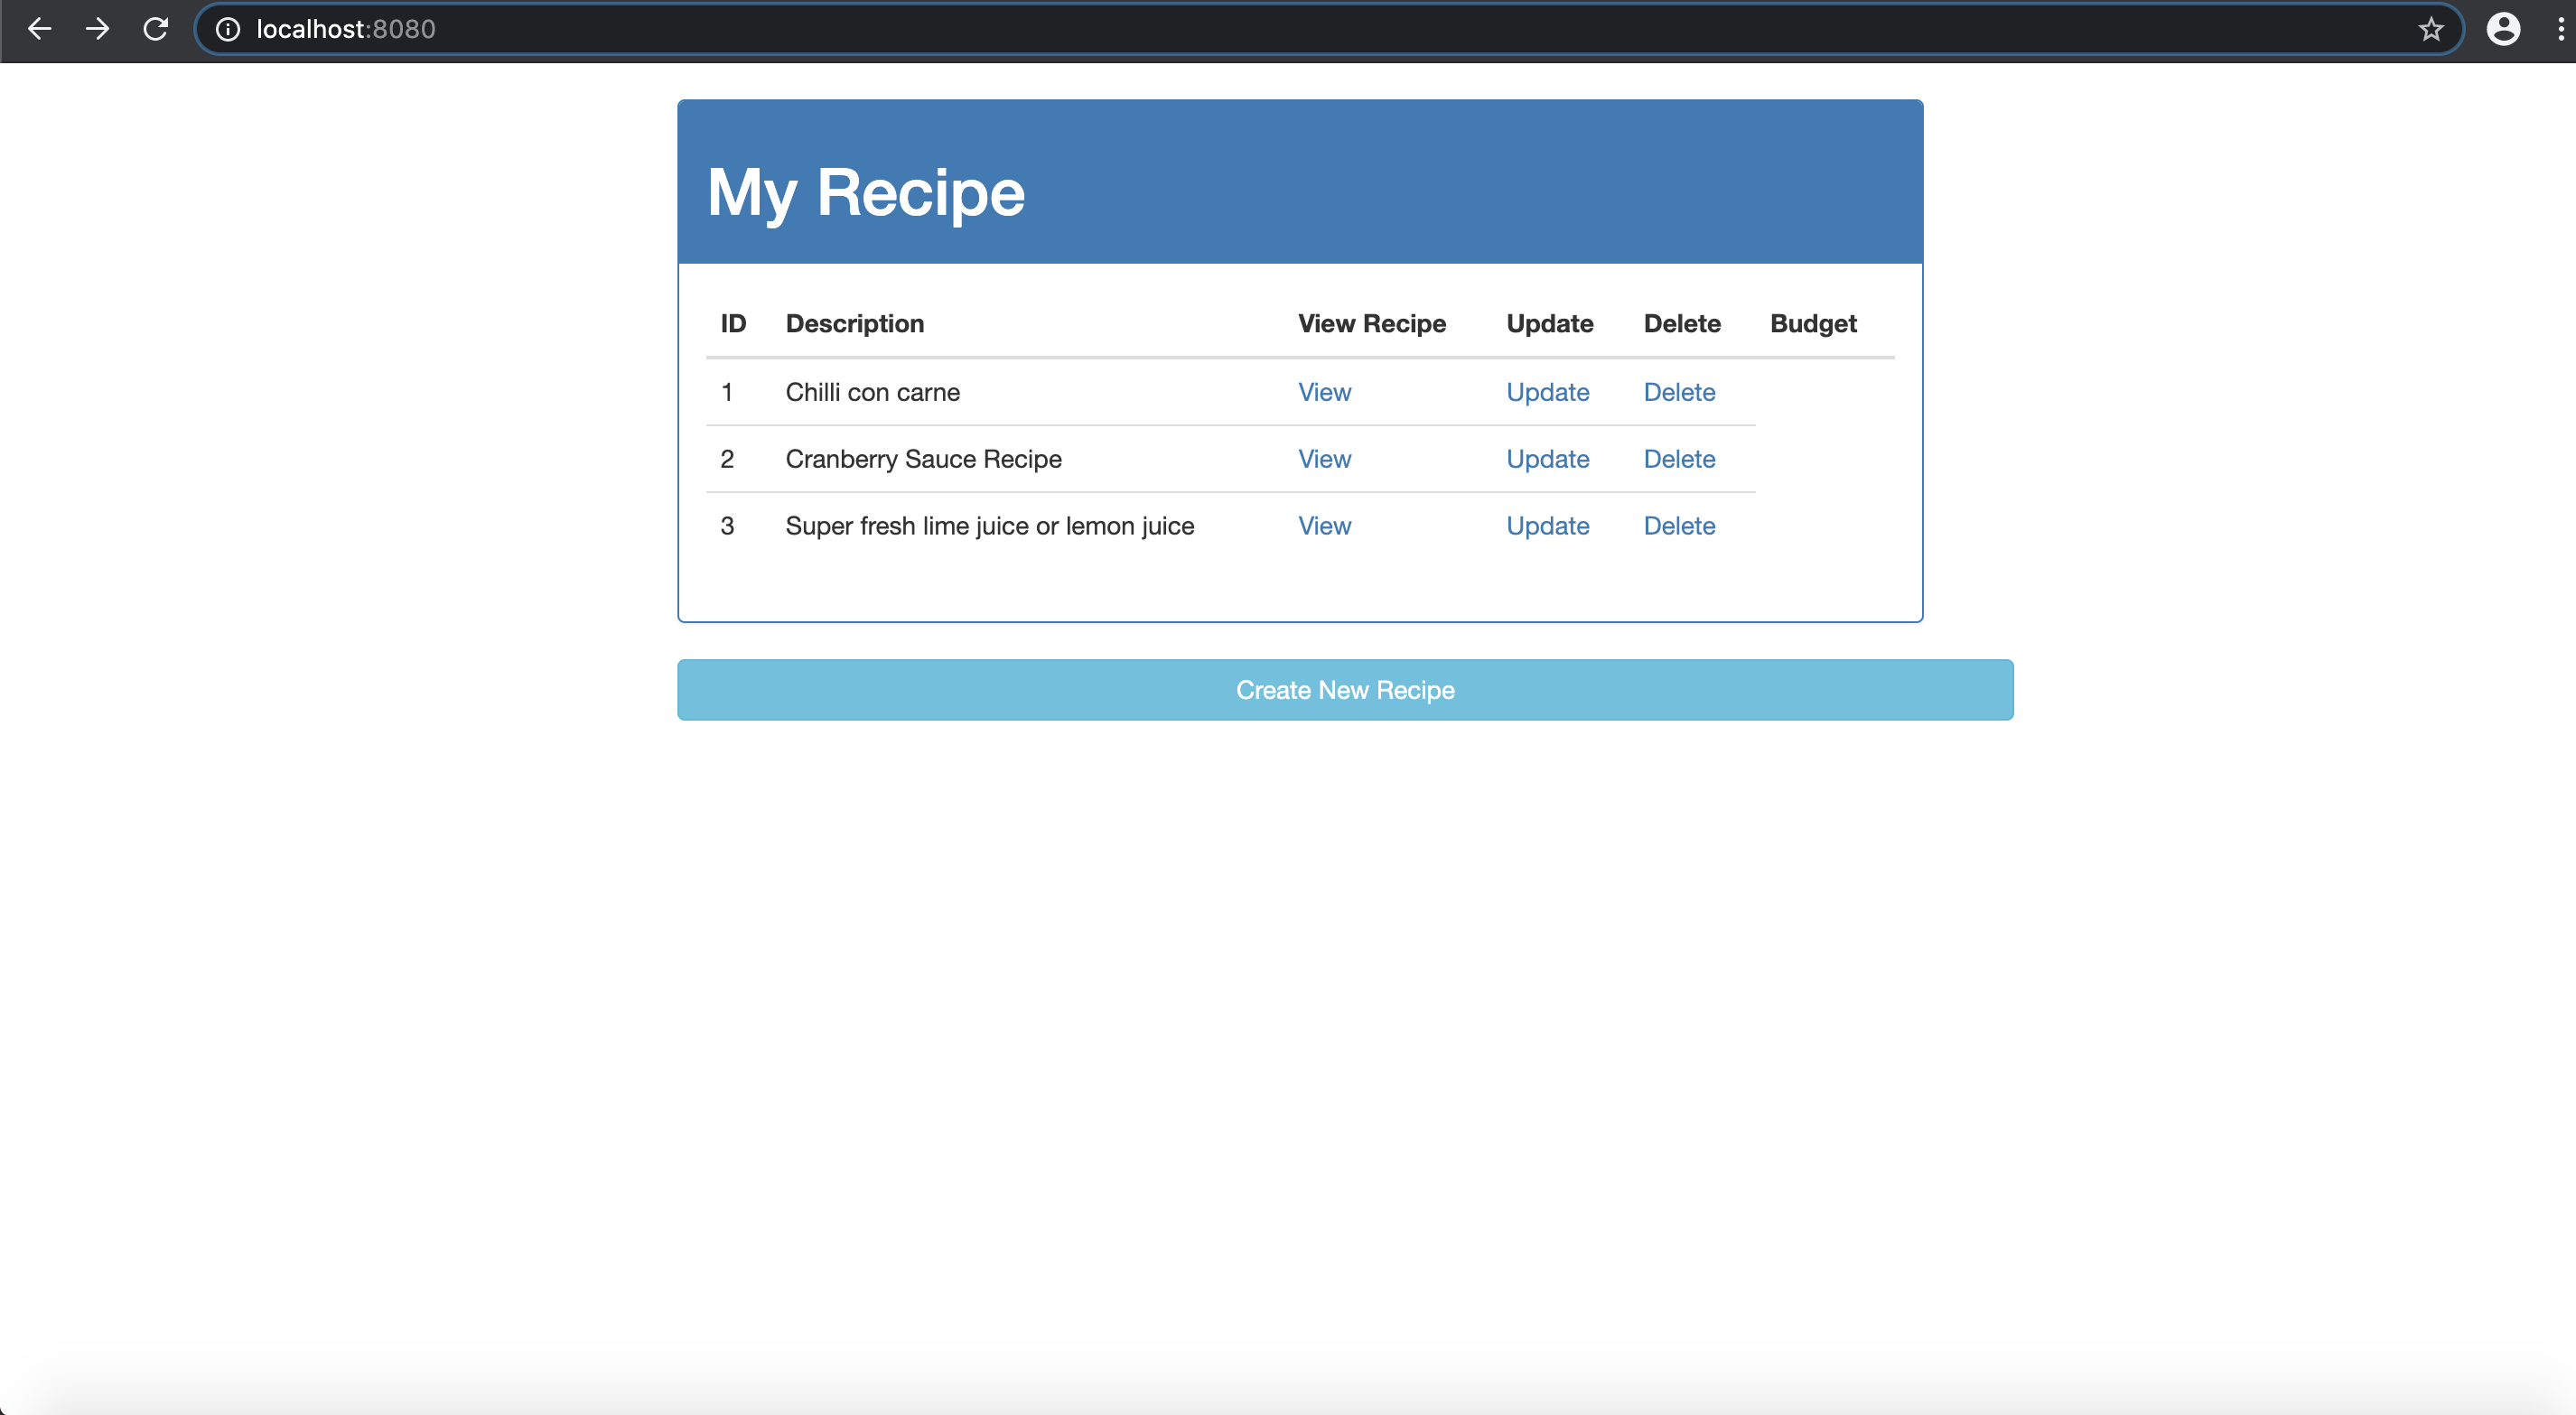 localhost:8080
My Recipe
ID Description View Recipe Update Delete Budget
1 Chilli con carne View Update Delete
2 Cranberry Sauce Recipe View Update Delete
3 Super fresh lime juice or lemon juice View Update Delete
Create New Recipe